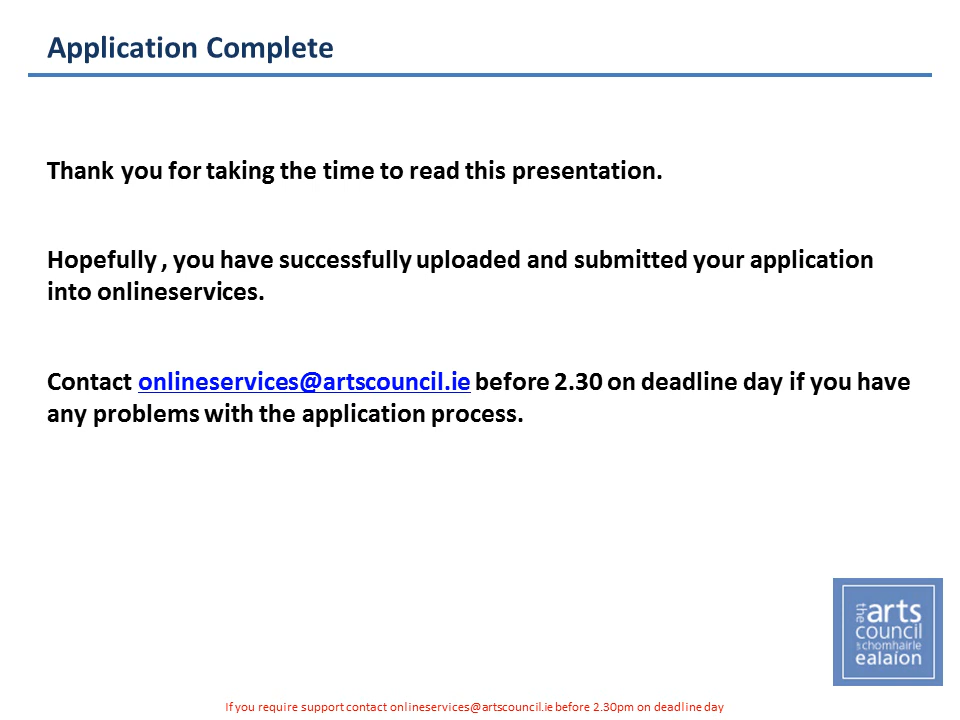 Application Complete
Thank you for taking the time to read this presentation.
Hopefully , you have successfully uploaded and submitted your application
into onlineservices.
Contact onlineservices@artscouncil.ie before 2.30 on deadline day if you have
any problems with the application process.
the arts
council
schomhairle
ealaíon
If you require support contact onlineservices@artscouncil.ie before 2.30pm on deadline day